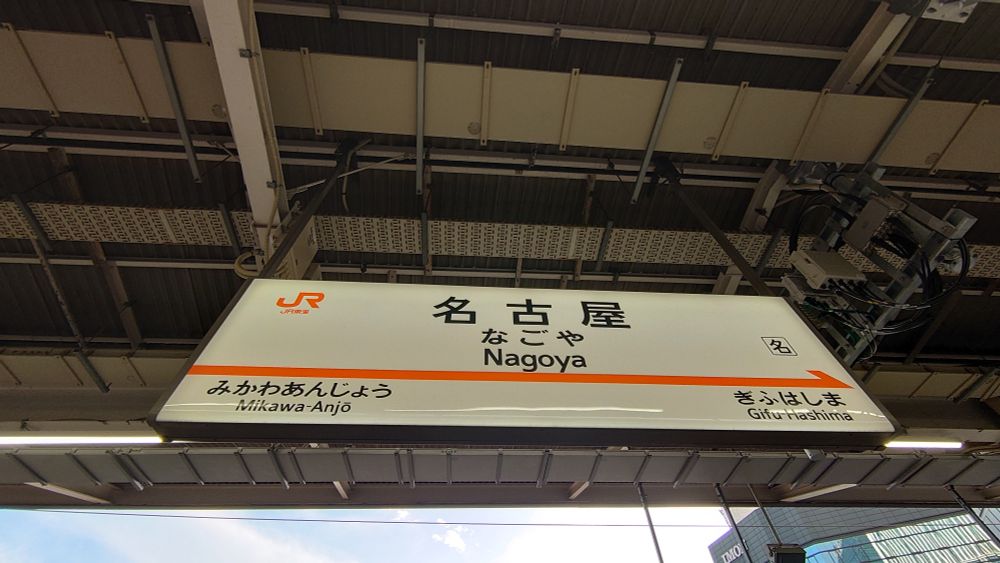 JR
JR東海
名古屋
なごや
Nagoya
名
みかわあんじょう
Mikawa-Anjō
ぎふはしま
Gifu Hashima